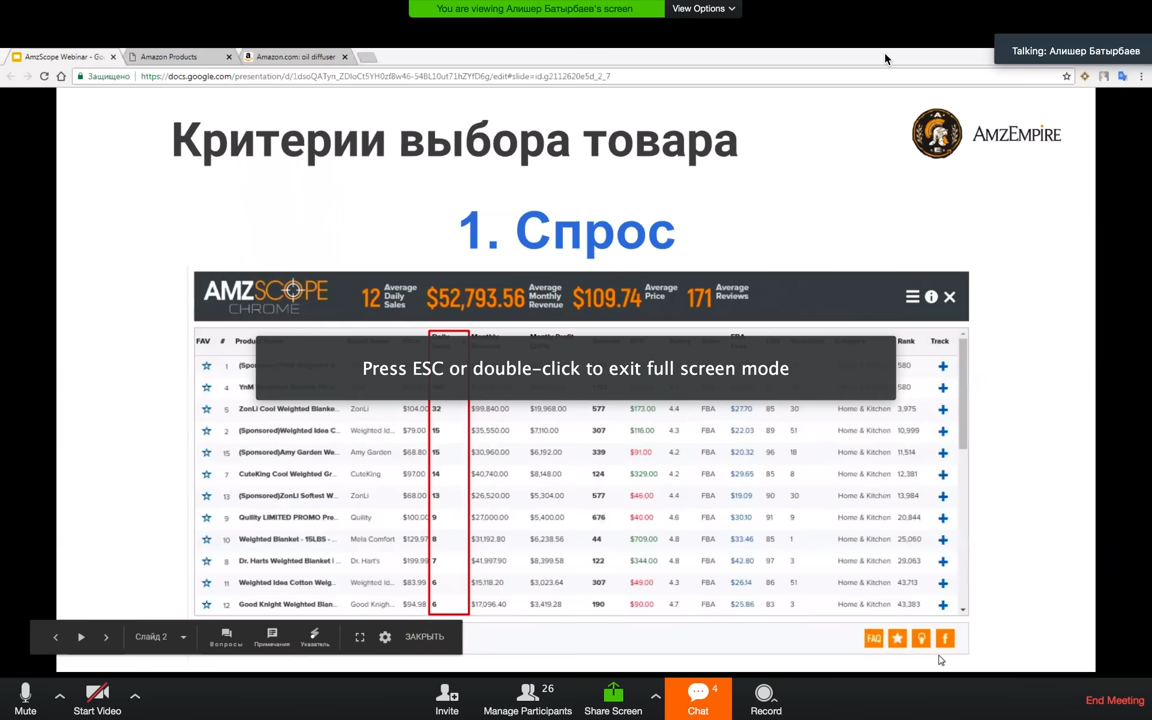 You are viewing Алишер Батырбаев's screen
View Options
Talking: Алишер Батырбаев
AmzScope Webinar - Go
Amazon Products
Amazon.com: oil diffuser
Защищено
https://docs.google.com/presentation/d/1dsoQATyn_ZDIoCt5YH0zfBw46-54BL10ut71hZYfD6g/edit#slide=id.g2112620e5d_2_7
Критерии выбора товара
AMZEMPIRE
1. Спрос
AMZSCOPE
CHROME
12 Average Daily Sales
$52,793.56 Average Monthly Revenue
$109.74 Average Price
171 Average Reviews
FAV # Rank Track
Press ESC or double-click to exit full screen mode
1 (Spo 580
4 YnM 580
5 ZonLi Cool Weighted Blanke... ZonLi $104.00 32 $99,840.00 $19,968.00 577 $173.00 4.4 FBA $27.70 85 30 Home & Kitchen 3,975
2 (Sponsored)Weighted Idea C... Weighted Id... $79.00 15 $35,550.00 $7,110.00 307 $116.00 4.3 FBA $22.03 89 51 Home & Kitchen 10,999
15 (Sponsored)Amy Garden We... Amy Garden $68.80 15 $30,960.00 $6,192.00 339 $91.00 4.2 FBA $20.32 96 18 Home & Kitchen 11,514
7 CuteKing Cool Weighted Gr... CuteKing $97.00 14 $40,740.00 $8,148.00 124 $329.00 4.2 FBA $29.65 85 8 Home & Kitchen 12,381
13 (Sponsored)ZonLi Softest W... ZonLi $68.00 13 $26,520.00 $5,304.00 577 $46.00 4.4 FBA $19.09 90 30 Home & Kitchen 13,984
9 Quility LIMITED PROMO Pre... Quility $100.00 9 $27,000.00 $5,400.00 676 $40.00 4.6 FBA $30.10 91 9 Home & Kitchen 20,844
10 Weighted Blanket - 15LBS -... Mela Comfort $129.97 8 $31,192.80 $6,238.56 44 $709.00 4.8 FBA $33.46 85 1 Home & Kitchen 25,060
8 Dr. Harts Weighted Blanket | ... Dr. Hart's $199.99 7 $41,997.90 $8,399.58 122 $344.00 4.8 FBA $42.80 97 3 Home & Kitchen 27,063
11 Weighted Idea Cotton Weig... Weighted Id... $83.99 6 $15,118.20 $3,023.64 307 $49.00 4.3 FBA $26.14 86 51 Home & Kitchen 43,713
12 Good Knight Weighted Blan... Good Knigh... $94.98 6 $17,096.40 $3,419.28 190 $90.00 4.7 FBA $25.86 83 3 Home & Kitchen 43,383
Слайд 2
Вопросы
Примечания
Указатель
ЗАКРЫТЬ
FAQ
Mute
Start Video
Invite
26
Manage Participants
Share Screen
4
Chat
Record
End Meeting